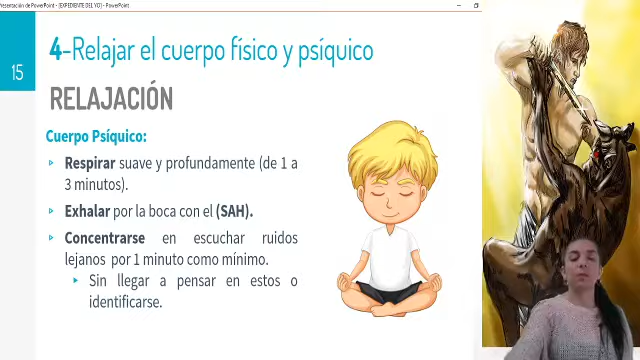 Presentación de PowerPoint - [EXPEDIENTE DEL YO] - PowerPoint
15
4-Relajar el cuerpo físico y psíquico
RELAJACIÓN
Cuerpo Psíquico:
Respirar suave y profundamente (de 1 a
3 minutos).
Exhalar por la boca con el (SAH).
Concentrarse en escuchar ruidos
lejanos por 1 minuto como mínimo.
Sin llegar a pensar en estos o
identificarse.